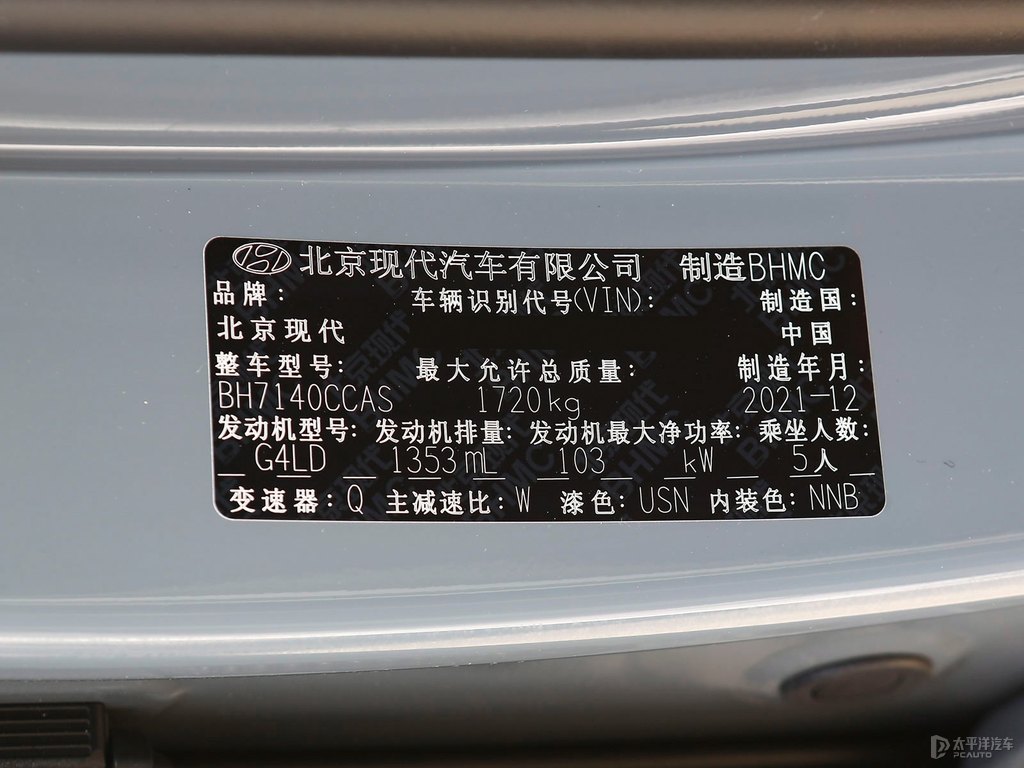 北京现代汽车有限公司 制造BHMC
品牌： 车辆识别代号(VIN)： 制造国：
北京现代 中国
整车型号： 最大允许总质量： 制造年月：
BH7140CCAS 1720kg 2021-12
发动机型号： 发动机排量： 发动机最大净功率： 乘坐人数：
G4LD 1353mL 103 kW 5人
变速器：Q 主减速比：W 漆色：USN 内装色：NNB
太平洋汽车
PCAUTO